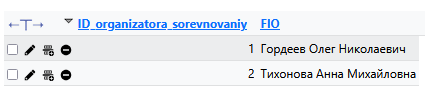 ←T→ ID_organizatora_sorevnovaniy FIO
1 Гордеев Олег Николаевич
2 Тихонова Анна Михайловна